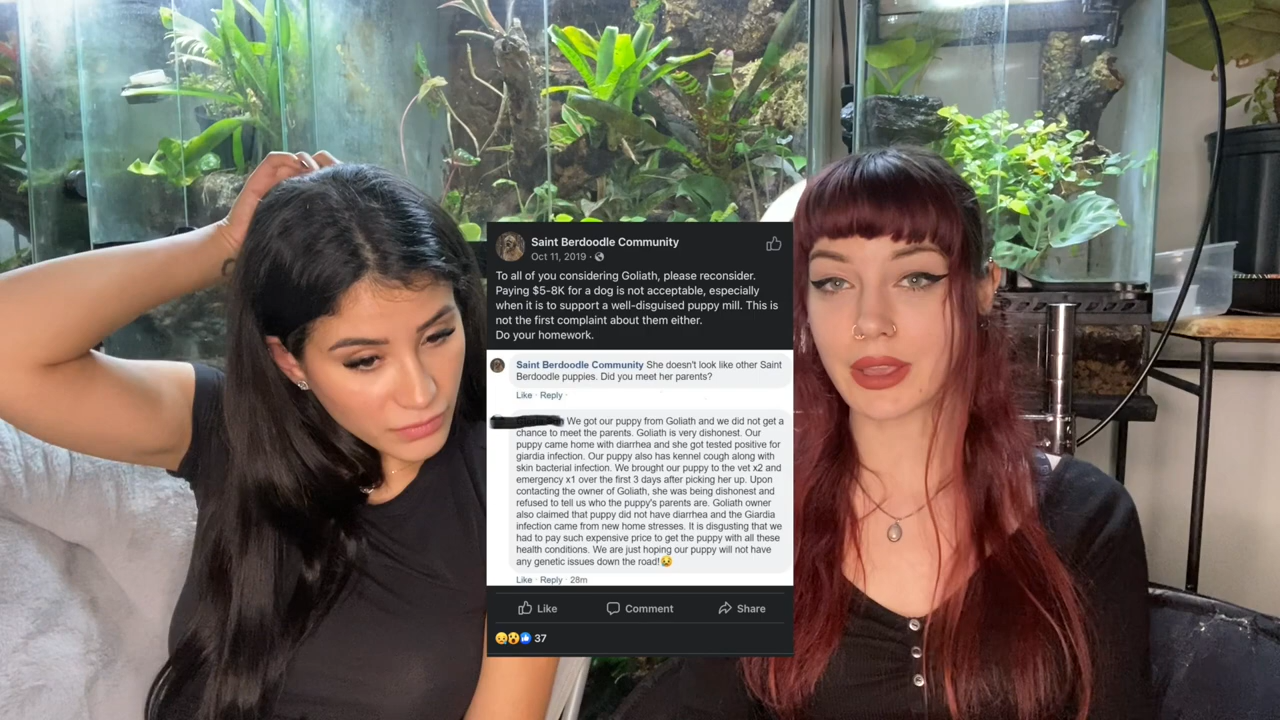 Saint Berdoodle Community
Oct 11, 2019 ·
To all of you considering Goliath, please reconsider.
Paying $5-8K for a dog is not acceptable, especially
when it is to support a well-disguised puppy mill. This is
not the first complaint about them either.
Do your homework.
Saint Berdoodle Community She doesn't look like other Saint
Berdoodle puppies. Did you meet her parents?
Like · Reply ·
We got our puppy from Goliath and we did not get a
chance to meet the parents. Goliath is very dishonest. Our
puppy came home with diarrhea and she got tested positive for
giardia infection. Our puppy also has kennel cough along with
skin bacterial infection. We brought our puppy to the vet x2 and
emergency x1 over the first 3 days after picking her up. Upon
contacting the owner of Goliath, she was being dishonest and
refused to tell us who the puppy's parents are. Goliath owner
also claimed that puppy did not have diarrhea and the Giardia
infection came from new home stresses. It is disgusting that we
had to pay such expensive price to get the puppy with all these
health conditions. We are just hoping our puppy will not have
any genetic issues down the road!😢
Like · Reply · 28m
Like Comment Share
37